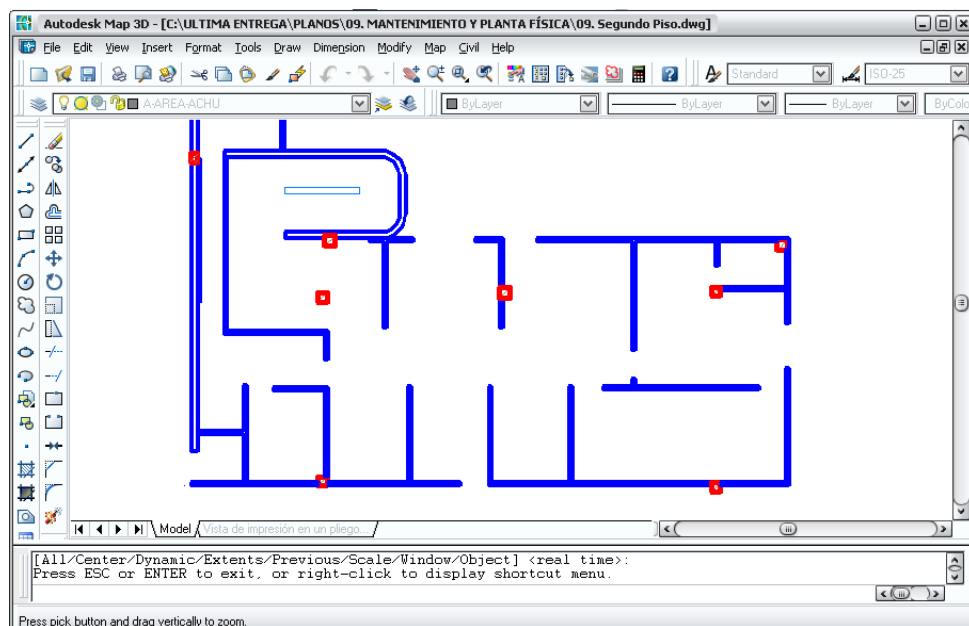 Autodesk Map 3D - [C:\ULTIMA ENTREGA\PLANOS\09. MANTENIMIENTO Y PLANTA FÍSICA\09. Segundo Piso.dwg]
File Edit View Insert Format Tools Draw Dimension Modify Map Civil Help
Standard ISO-25
A-AREA-ACHU ByLayer ByLayer ByLayer ByColo
Model Vista de impresión en un pliego.
[All/Center/Dynamic/Extents/Previous/Scale/Window/Object] <real time>:
Press ESC or ENTER to exit, or right-click to display shortcut menu.
Press pick button and drag vertically to zoom.